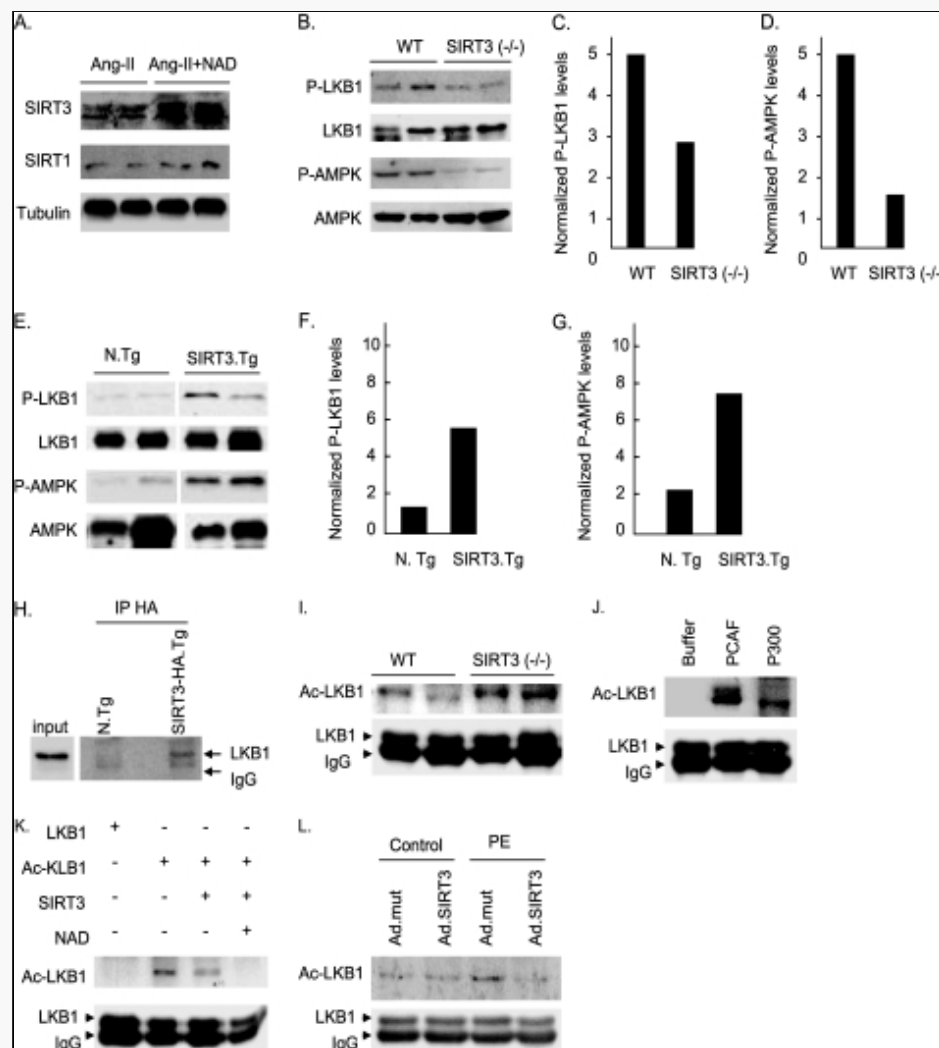 A.
Ang-II Ang-II+NAD
SIRT3
SIRT1
Tubulin
B.
WT SIRT3 (-/-)
P-LKB1
LKB1
P-AMPK
AMPK
C.
Normalized P-LKB1 levels
5
4
3
2
1
0
WT SIRT3 (-/-)
D.
Normalized P-AMPK levels
5
4
3
2
1
0
WT SIRT3 (-/-
E.
N.Tg SIRT3.Tg
P-LKB1
LKB1
P-AMPK
AMPK
F.
Normalized P-LKB1 levels
10
8
6
4
2
0
N. Tg SIRT3.Tg
G.
Normalized P-AMPK levels
10
8
6
4
2
0
N. Tg SIRT3.Tg
H.
IP HA
input
N.Tg
SIRT3-HA.Tg
LKB1
IgG
I.
WT SIRT3 (-/-)
Ac-LKB1
LKB1
IgG
J.
Buffer
PCAF
P300
Ac-LKB1
LKB1
IgG
K.
LKB1 + - - -
Ac-KLB1 - + + +
SIRT3 - - + +
NAD - - - +
Ac-LKB1
LKB1
IgG
L.
Control PE
Ad.mut
Ad.SIRT3
Ad.mut
Ad.SIRT3
Ac-LKB1
LKB1
IgG